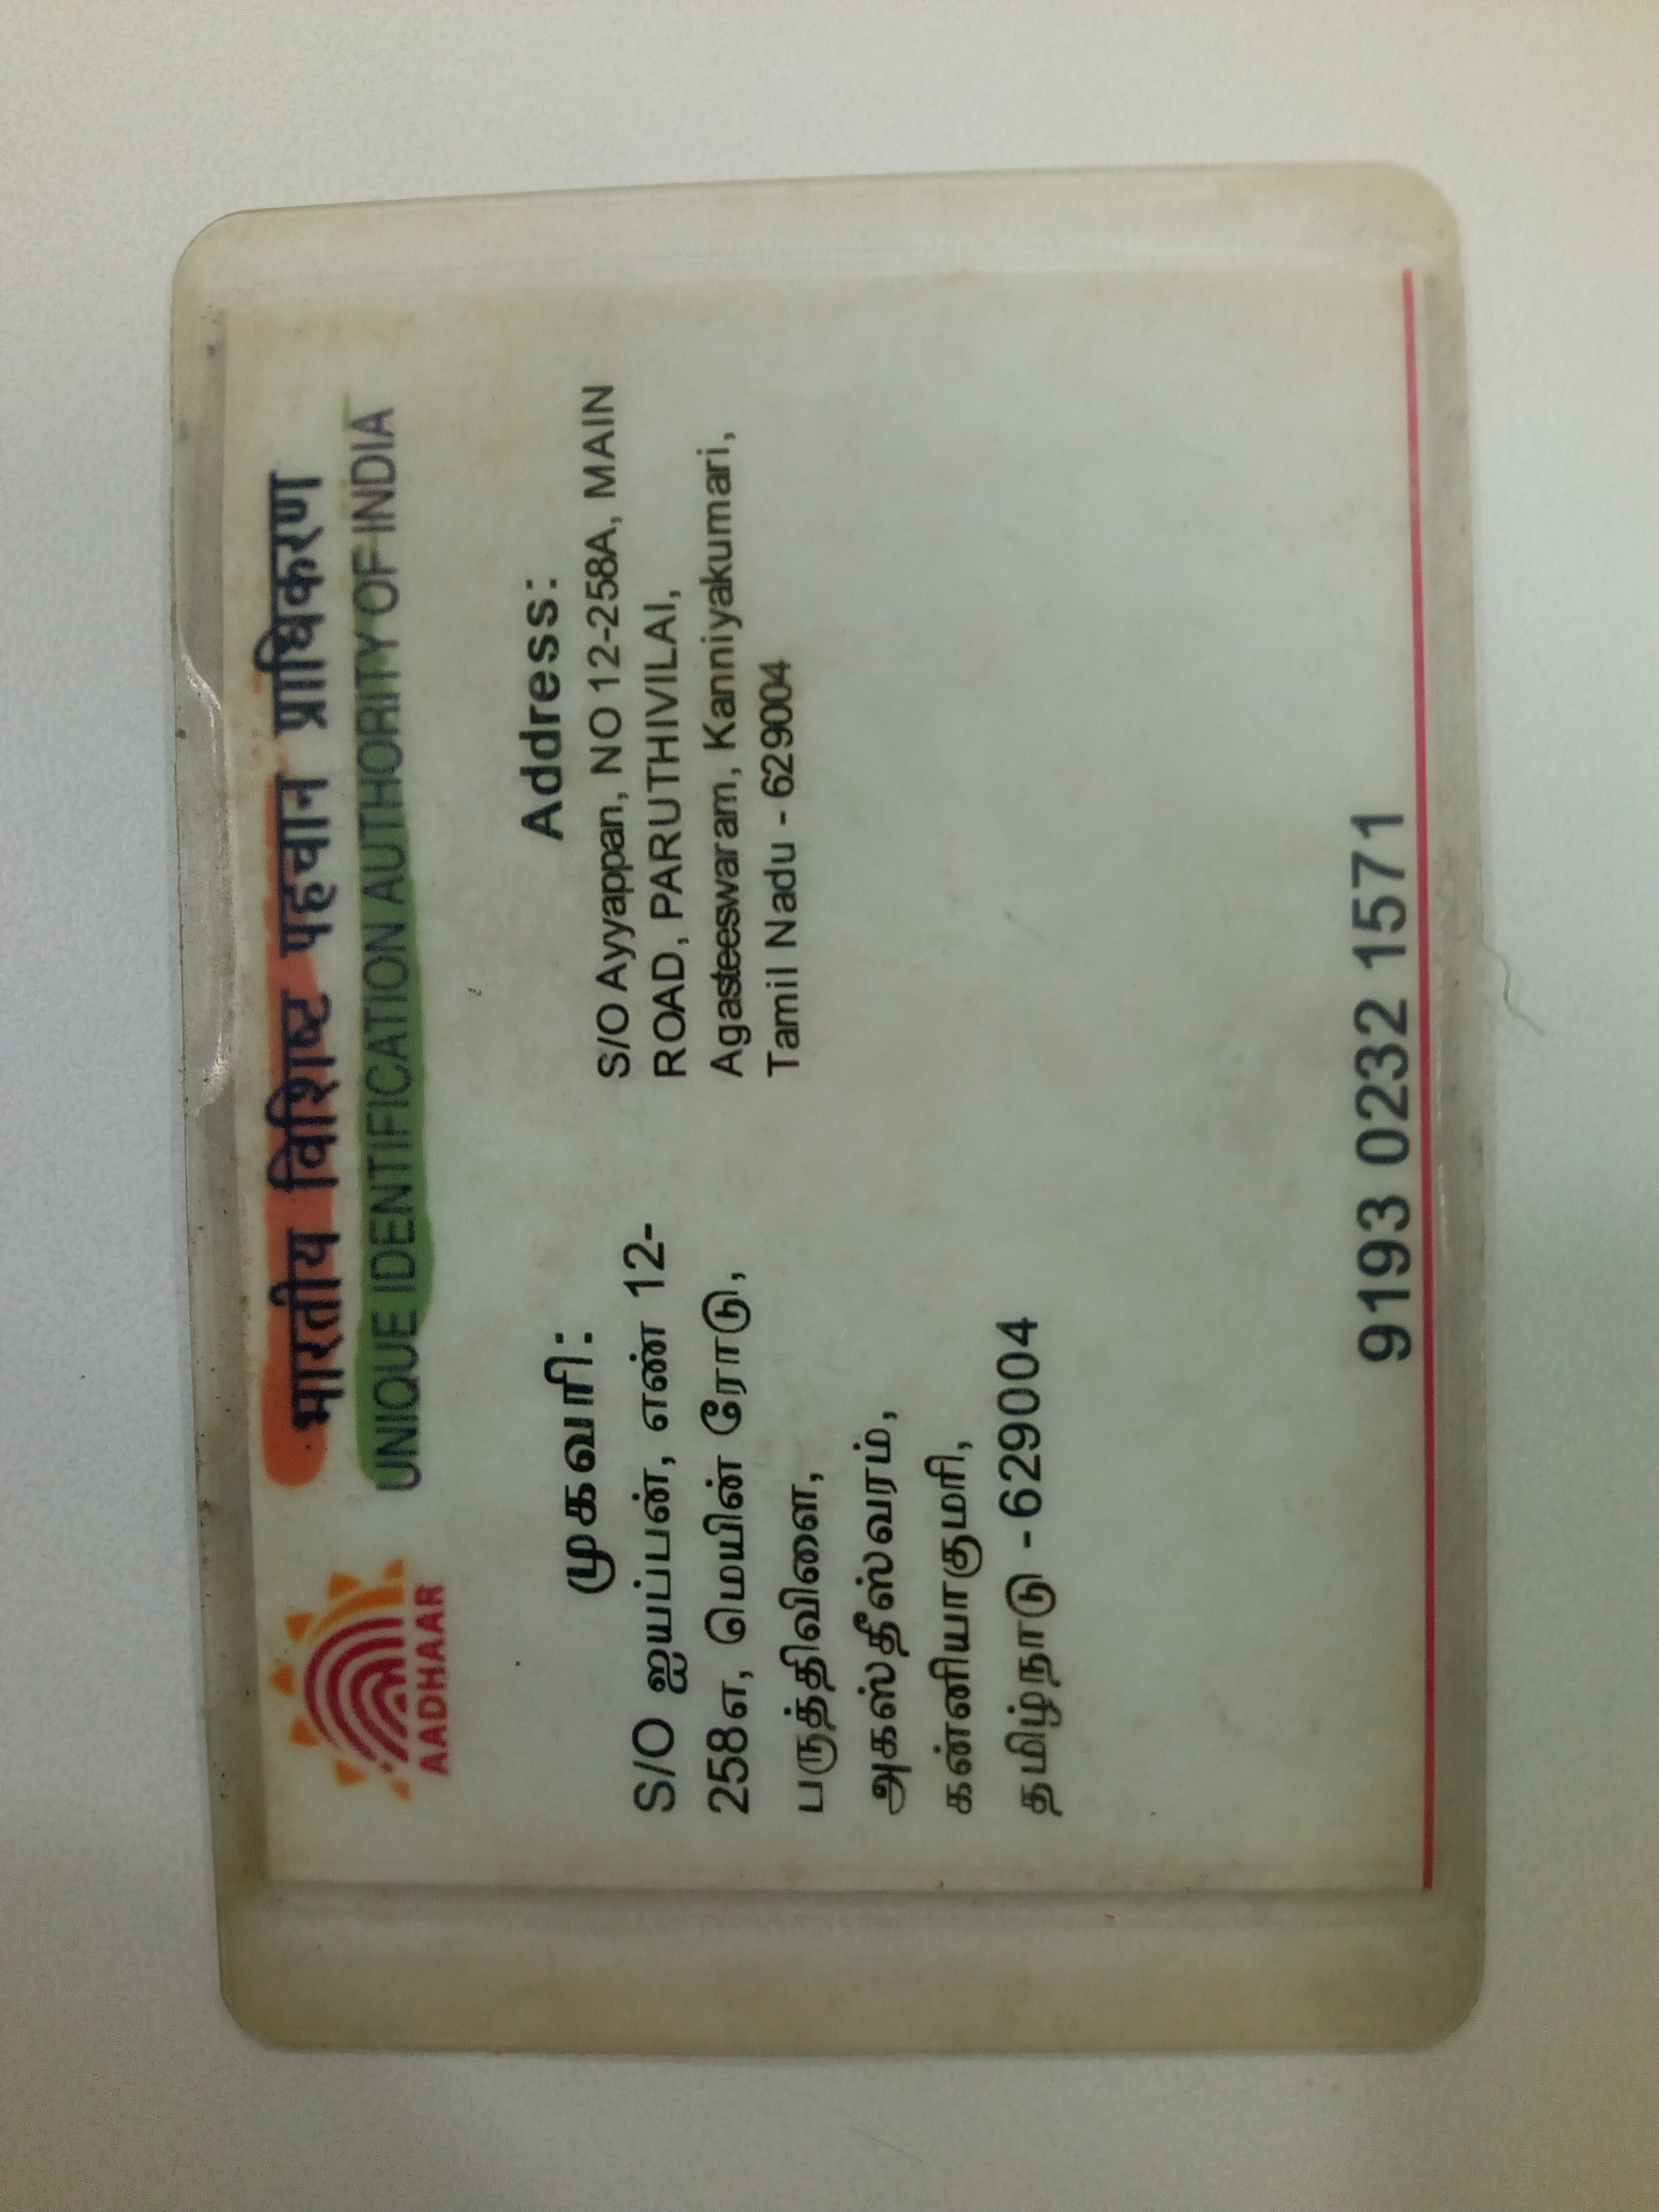 भारतीय विशिष्ट पहचान प्राधिकरण
UNIQUE IDENTIFICATION AUTHORITY OF INDIA
AADHAAR
முகவரி:
S/O ஐயப்பன், எண் 12-
258எ, மெயின் ரோடு,
பருத்திவிளை,
அகஸ்தீஸ்வரம்,
கன்னியாகுமரி,
தமிழ்நாடு - 629004
Address:
S/O Ayyappan, NO 12-258A, MAIN
ROAD, PARUTHIVILAI,
Agasteeswaram, Kanniyakumari,
Tamil Nadu - 629004
9193 0232 1571